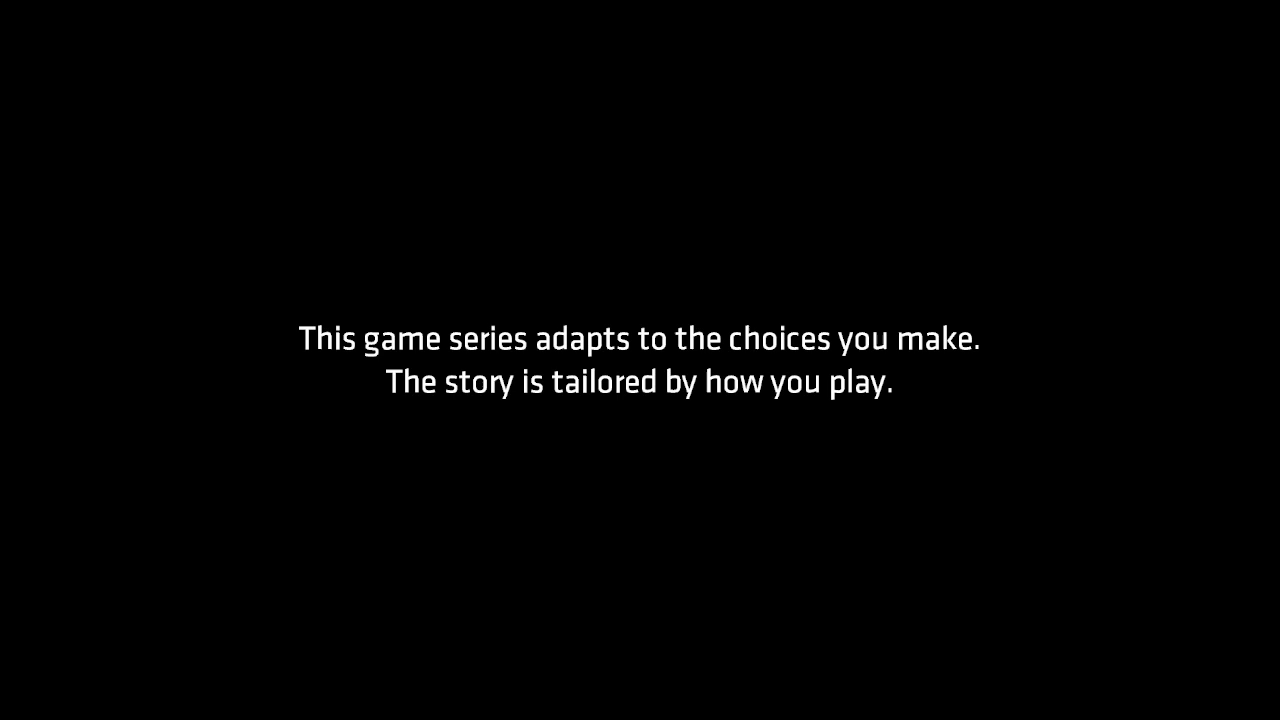 This game series adapts to the choices you make.
The story is tailored by how you play.